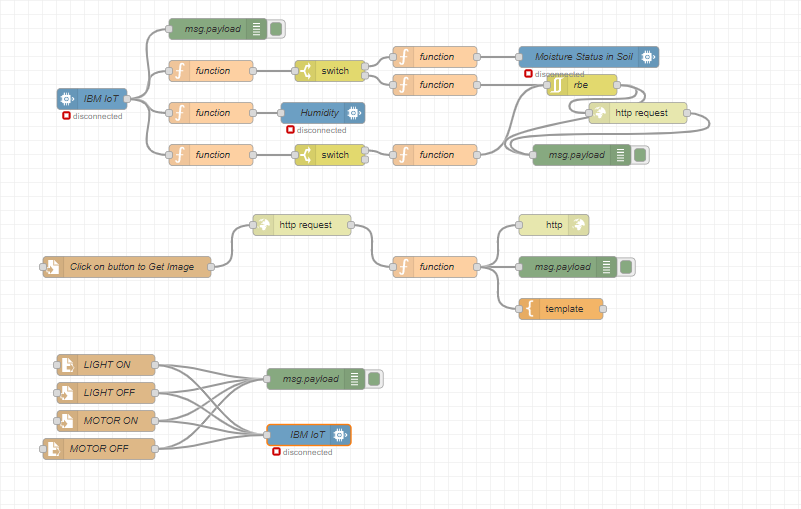 msg.payload
function
Moisture Status in Soil
function
switch
disconnected
function
rbe
IBM IoT
disconnected
function
Humidity
disconnected
http request
function
switch
function
msg.payload
http request
http
Click on button to Get Image
function
msg.payload
template
LIGHT ON
msg.payload
LIGHT OFF
MOTOR ON
IBM IoT
MOTOR OFF
disconnected